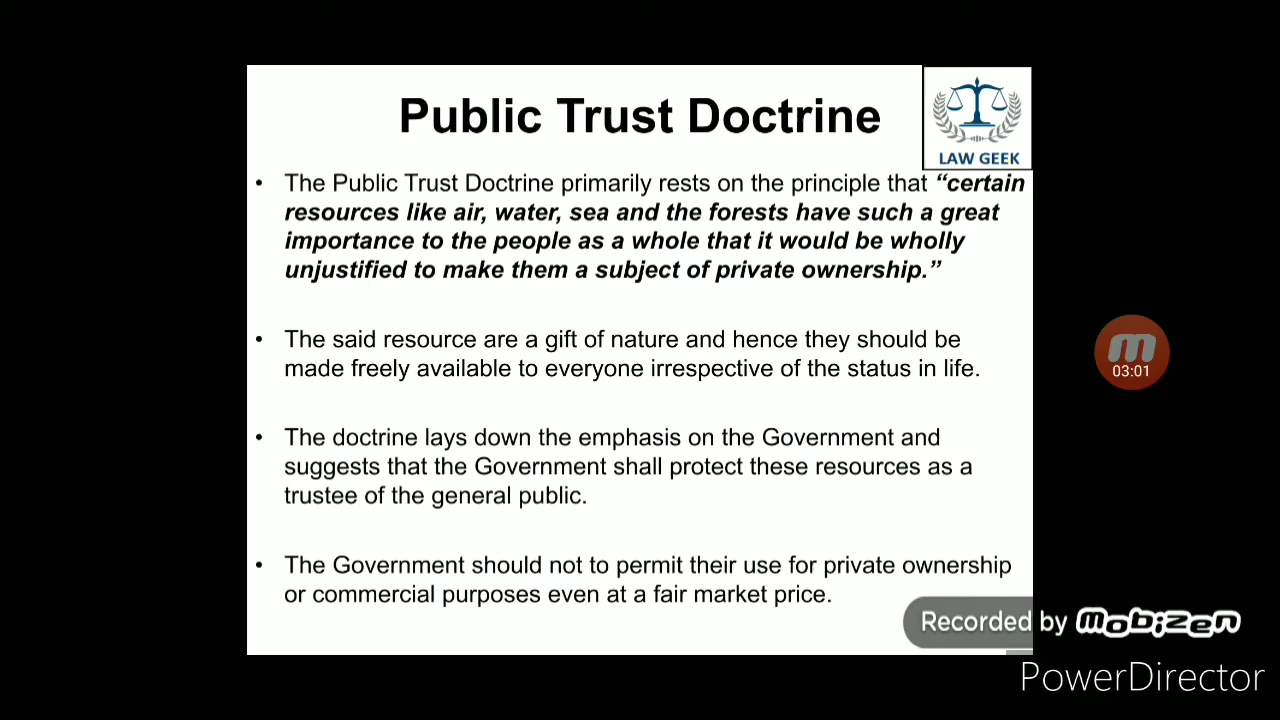 Public Trust Doctrine
LAW GEEK
• The Public Trust Doctrine primarily rests on the principle that “certain
resources like air, water, sea and the forests have such a great
importance to the people as a whole that it would be wholly
unjustified to make them a subject of private ownership.”
• The said resource are a gift of nature and hence they should be
made freely available to everyone irrespective of the status in life.
• The doctrine lays down the emphasis on the Government and
suggests that the Government shall protect these resources as a
trustee of the general public.
• The Government should not to permit their use for private ownership
or commercial purposes even at a fair market price.
03:01
Recorded by mobizen
PowerDirector